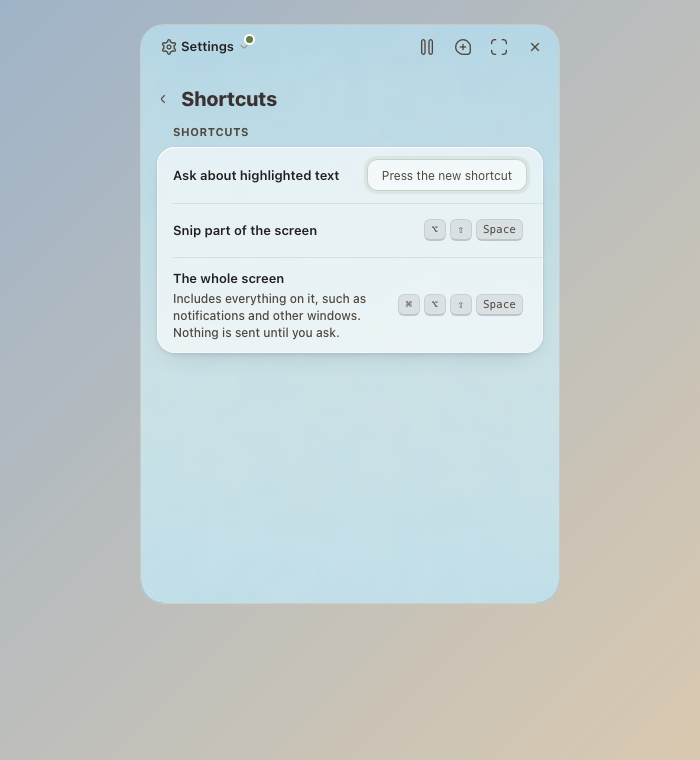 Settings
Shortcuts
SHORTCUTS
Ask about highlighted text Press the new shortcut
Snip part of the screen ⌥ ⇧ Space
The whole screen
Includes everything on it, such as
notifications and other windows.
Nothing is sent until you ask.
⌘ ⌥ ⇧ Space